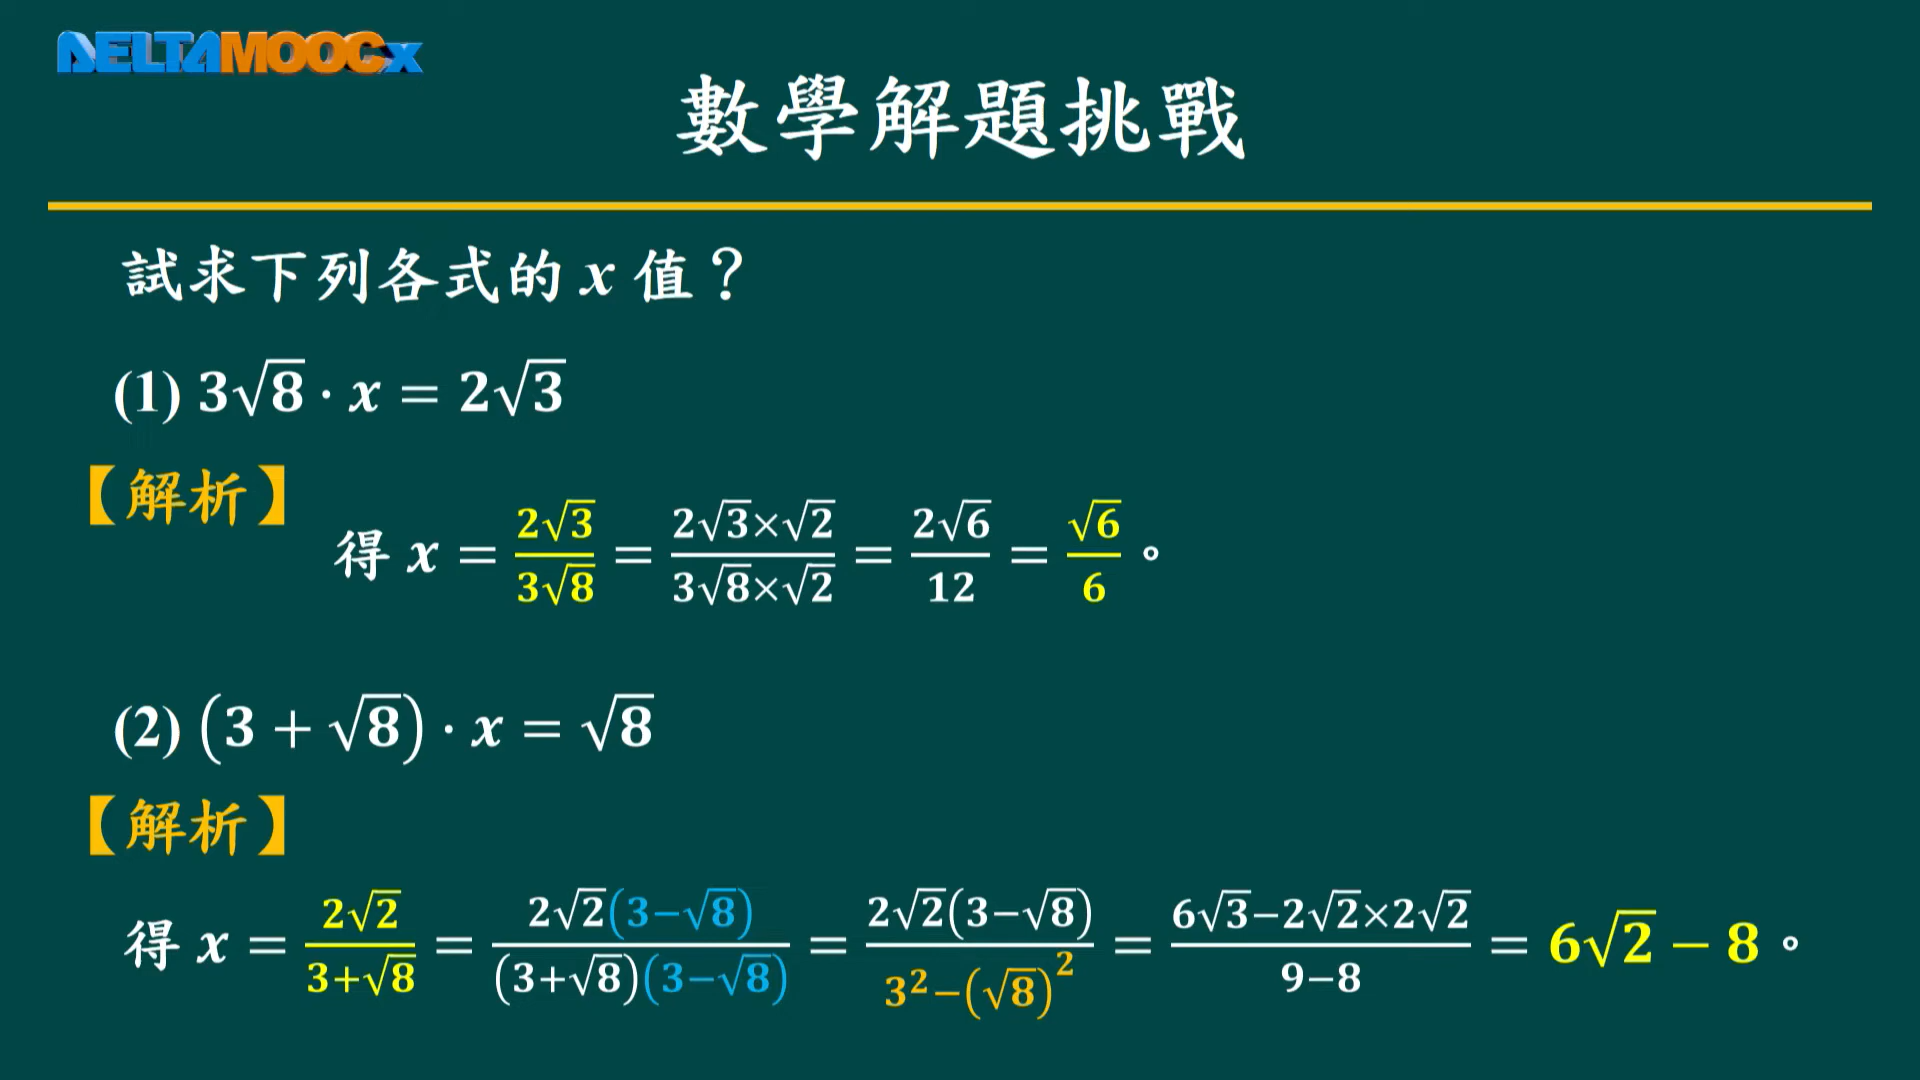 DELTAMOOCx
數學解題挑戰
試求下列各式的 x 值？
(1) 3√8 · x = 2√3
【解析】
得 x = 2√3/3√8 = 2√3×√2/3√8×√2 = 2√6/12 = √6/6。
(2) (3 + √8) · x = √8
【解析】
得 x = 2√2/3+√8 = 2√2(3−√8)/(3+√8)(3−√8) = 2√2(3−√8)/3²−(√8)² = 6√3−2√2×2√2/9−8 = 6√2 − 8。